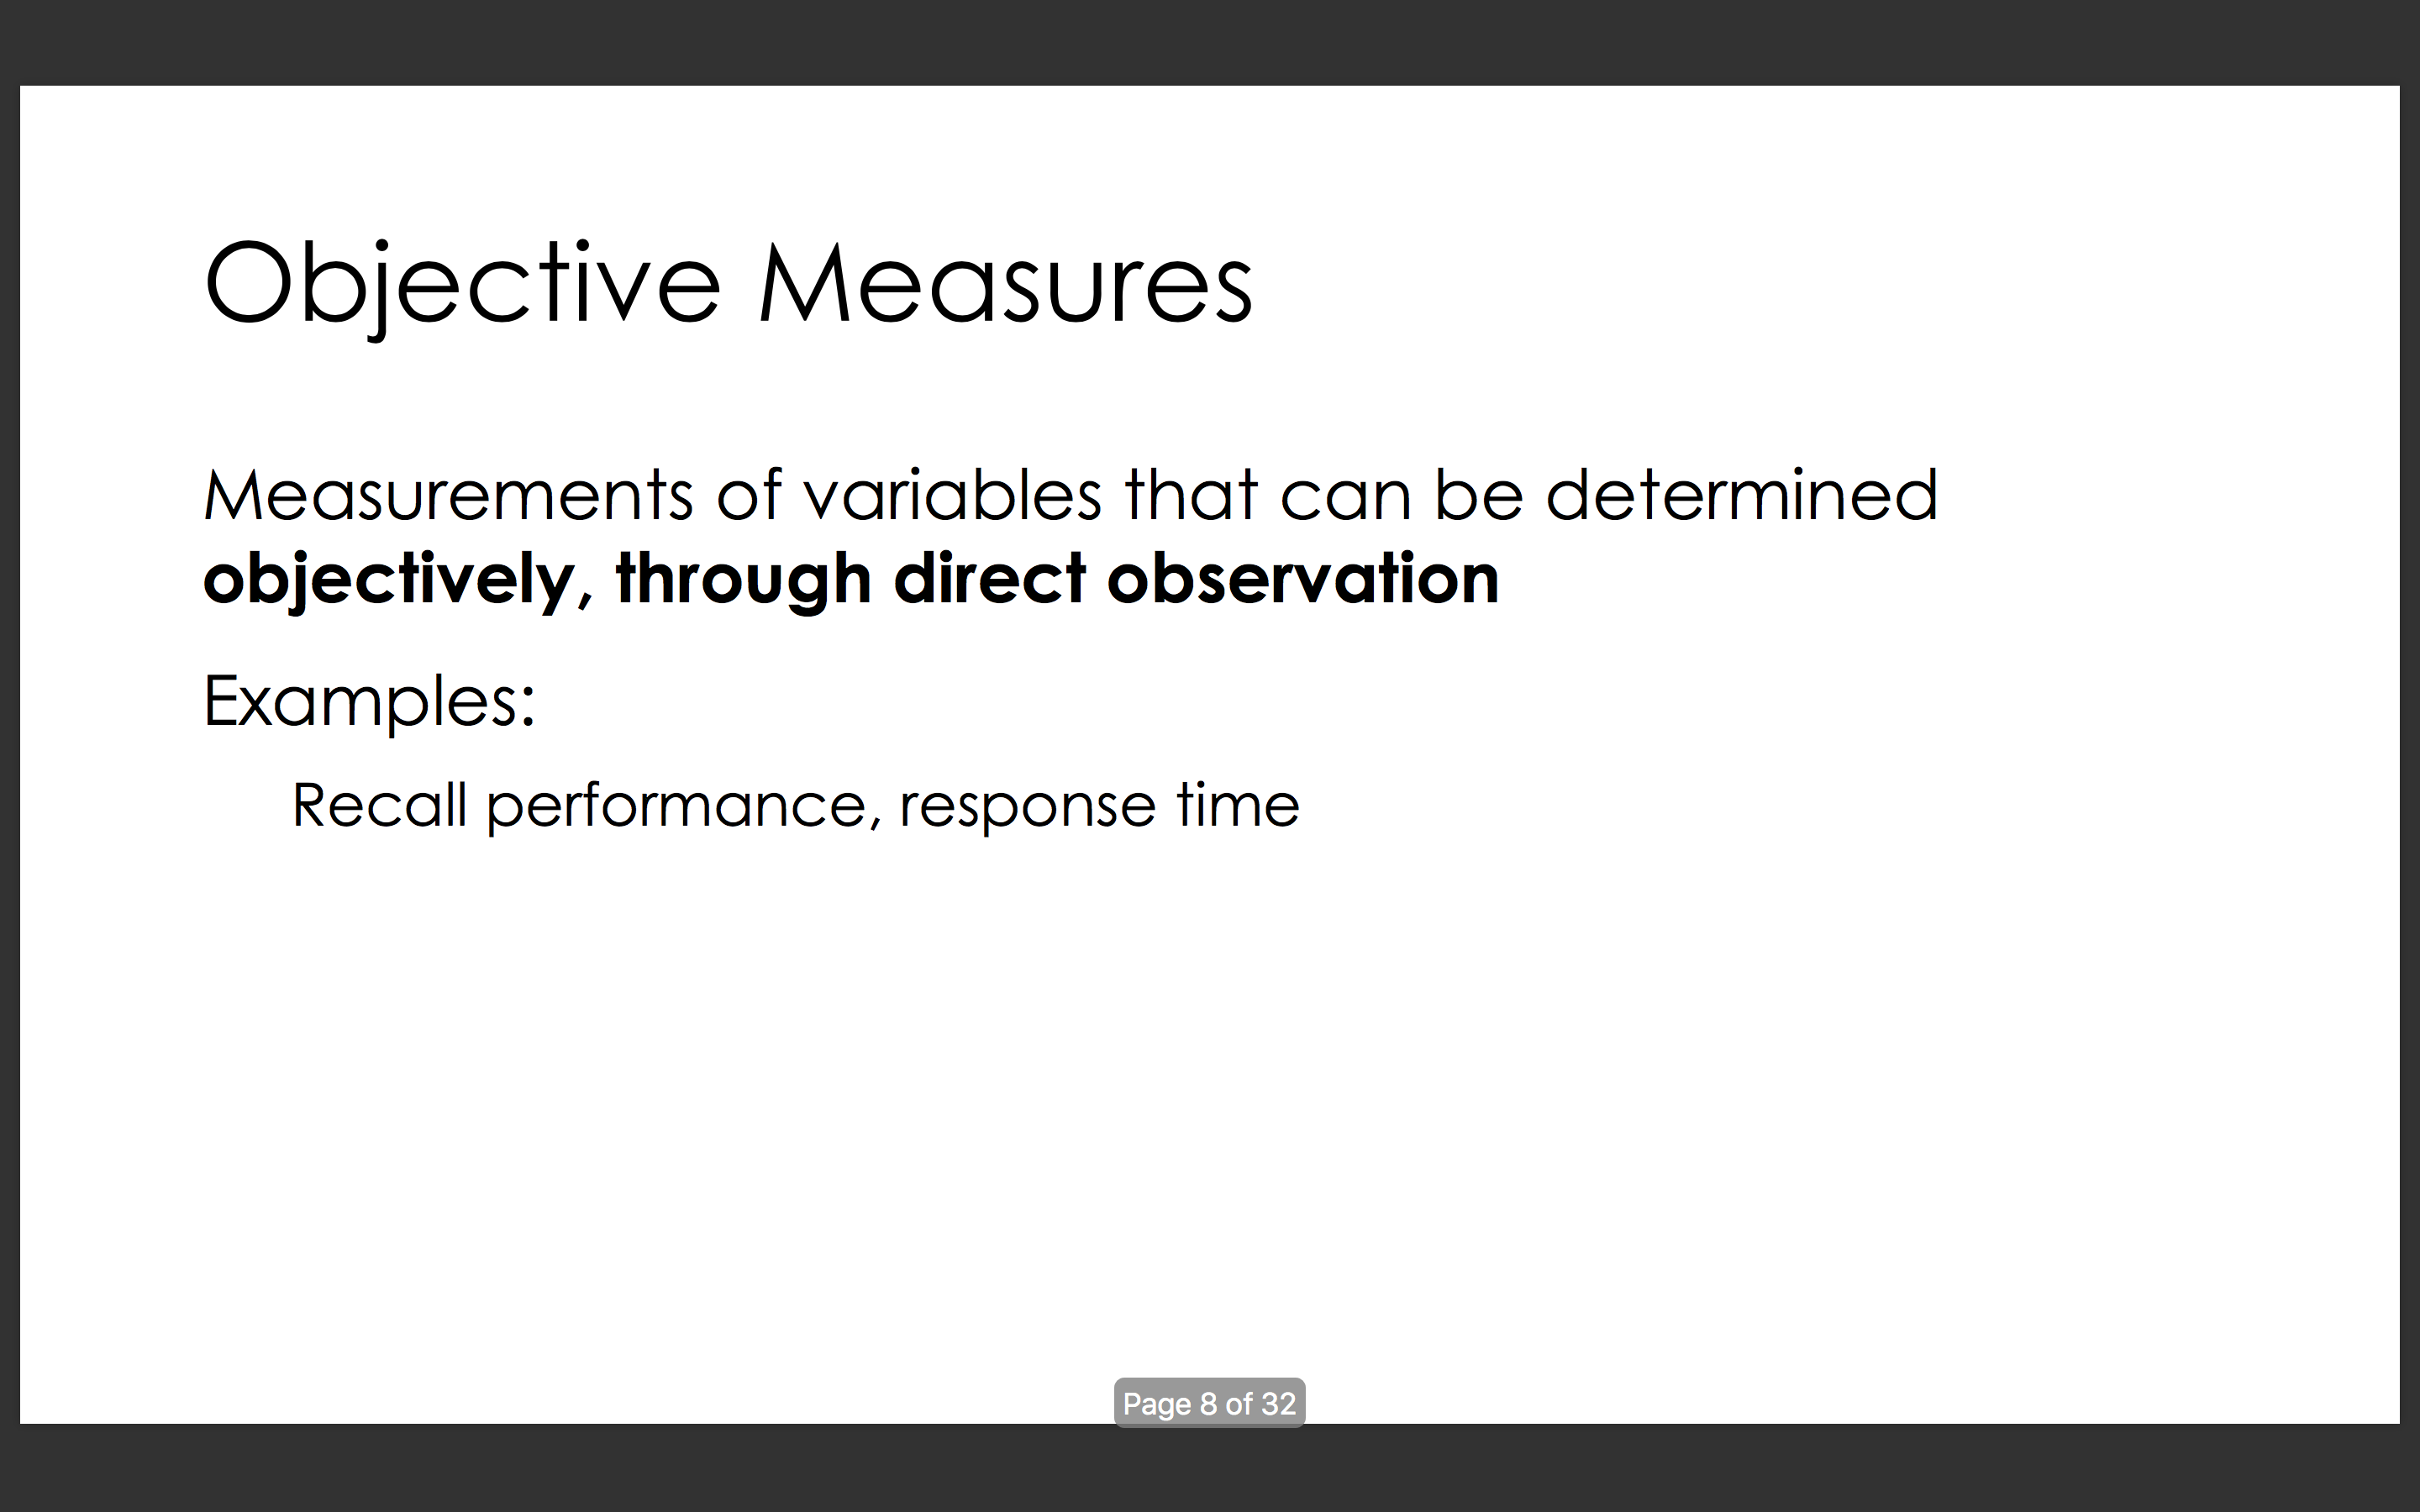 Objective Measures
Measurements of variables that can be determined
objectively, through direct observation
Examples:
Recall performance, response time
Page 8 of 32